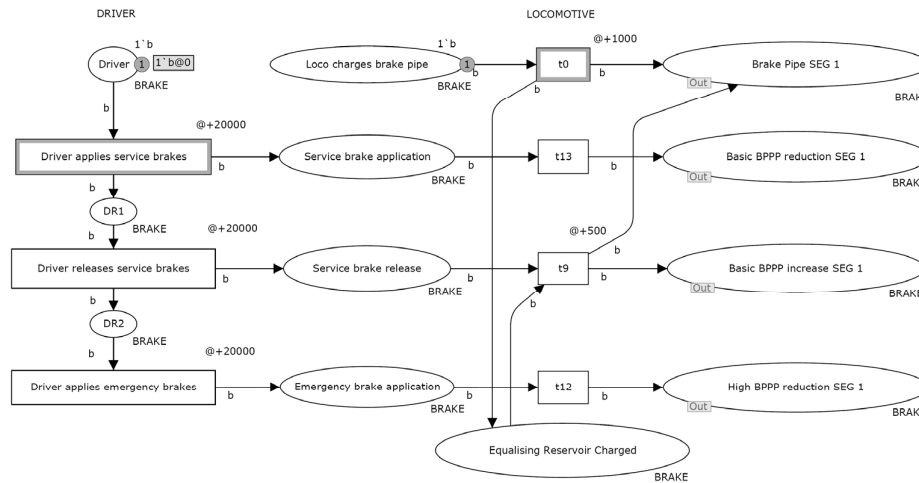 DRIVER
LOCOMOTIVE
1`b
Driver
1
1`b@0
BRAKE
b
1`b
Loco charges brake pipe
1
b
@+1000
t0
b
b
Brake Pipe SEG 1
Out
BRAKE
@+20000
Driver applies service brakes
b
b
Service brake application
BRAKE
b
t13
b
Basic BPPP reduction SEG 1
Out
BRAKE
DR1
BRAKE
b
@+20000
Driver releases service brakes
b
b
Service brake release
BRAKE
b
@+500
t9
b
b
Basic BPPP increase SEG 1
Out
BRAKE
DR2
BRAKE
b
@+20000
Driver applies emergency brakes
b
Emergency brake application
BRAKE
b
t12
b
High BPPP reduction SEG 1
Out
BRAKE
Equalising Reservoir Charged
BRAKE